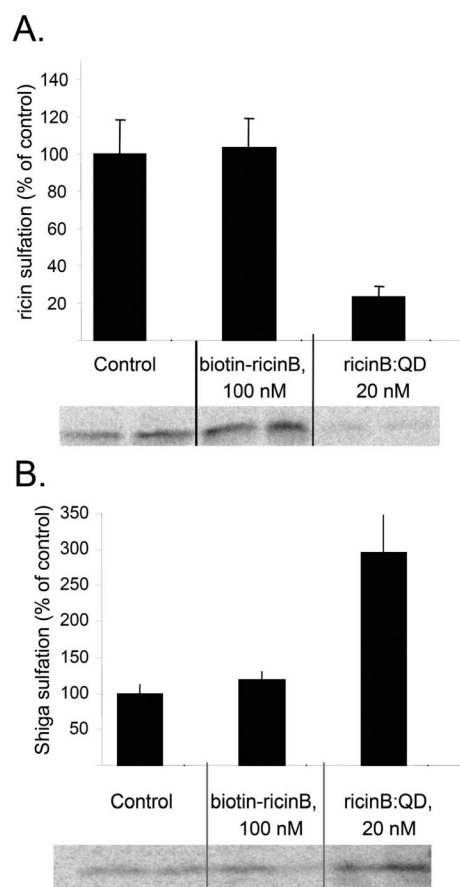 A.
ricin sulfation (% of control)
140
120
100
80
60
40
20
Control
biotin-ricinB,
100 nM
ricinB:QD
20 nM
B.
Shiga sulfation (% of control)
350
300
250
200
150
100
50
Control
biotin-ricinB,
100 nM
ricinB:QD,
20 nM